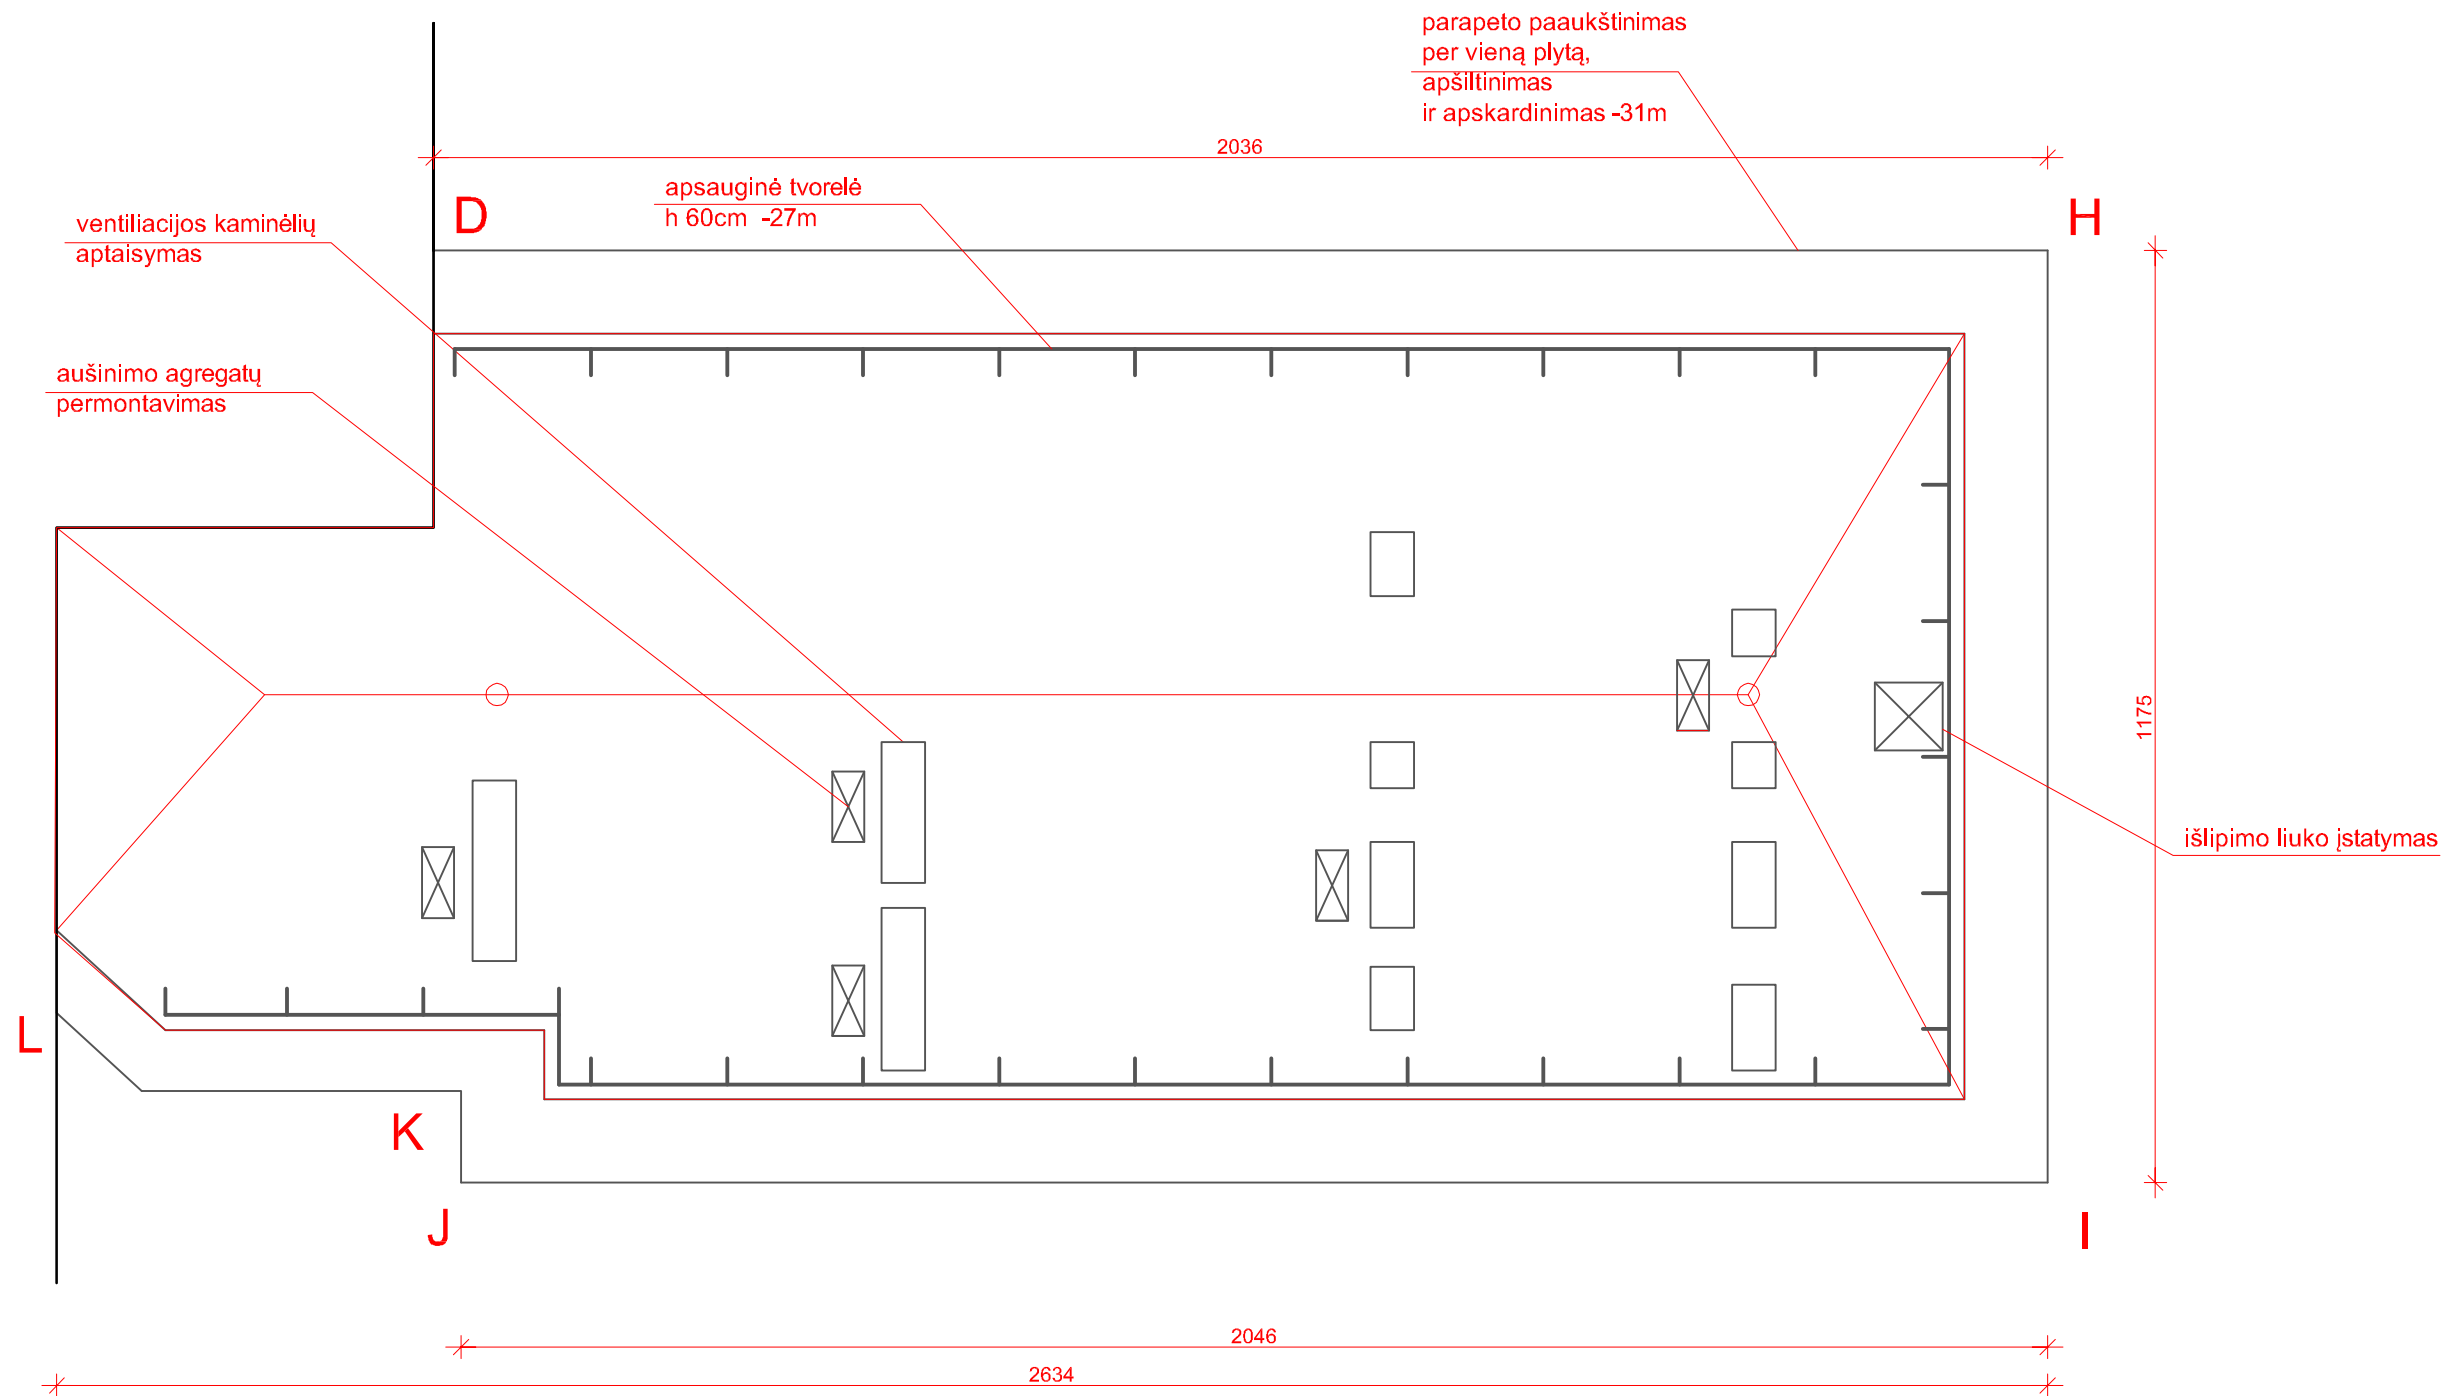 parapeto paaukštinimas
per vieną plytą,
apšiltinimas
ir apskardinimas -31m
2036
apsauginė tvorelė
h 60cm -27m
D
H
ventiliacijos kaminėlių
aptaisymas
aušinimo agregatų
permontavimas
1175
išlipimo liuko įstatymas
L
K
J
I
2046
2634